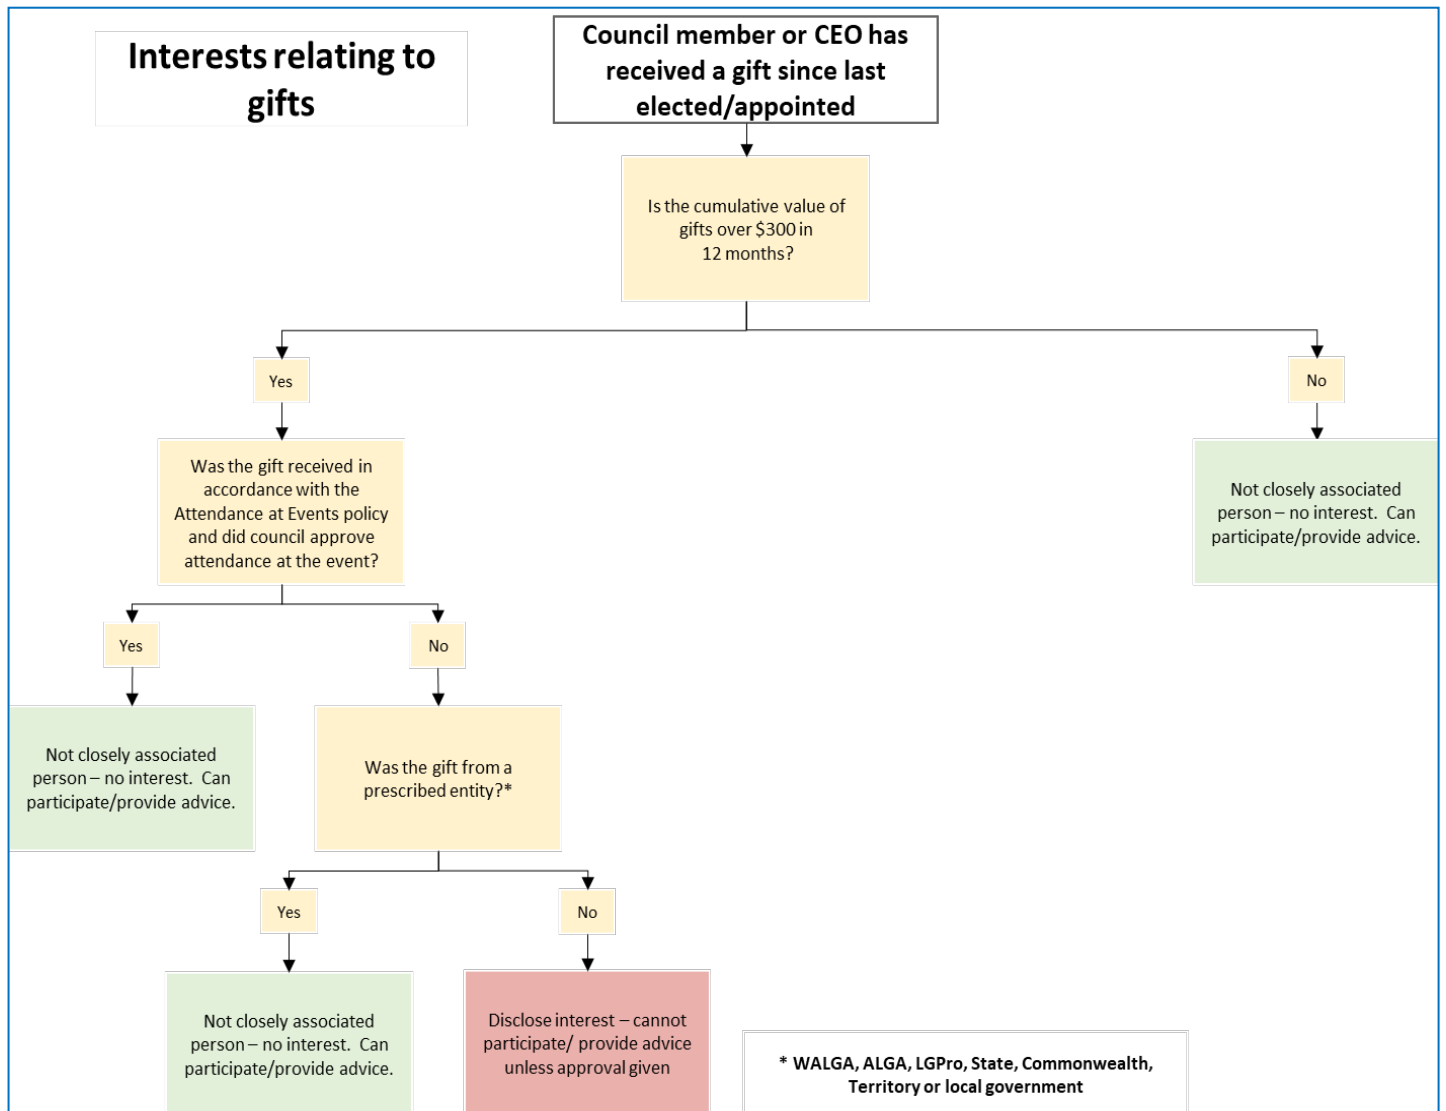 Interests relating to
gifts
Council member or CEO has
received a gift since last
elected/appointed
Is the cumulative value of
gifts over $300 in
12 months?
Yes
No
Was the gift received in
accordance with the
Attendance at Events policy
and did council approve
attendance at the event?
Not closely associated
person – no interest.  Can
participate/provide advice.
Yes
No
Not closely associated
person – no interest.  Can
participate/provide advice.
Was the gift from a
prescribed entity?*
Yes
No
Not closely associated
person – no interest.  Can
participate/provide advice.
Disclose interest – cannot
participate/ provide advice
unless approval given
* WALGA, ALGA, LGPro, State, Commonwealth,
Territory or local government